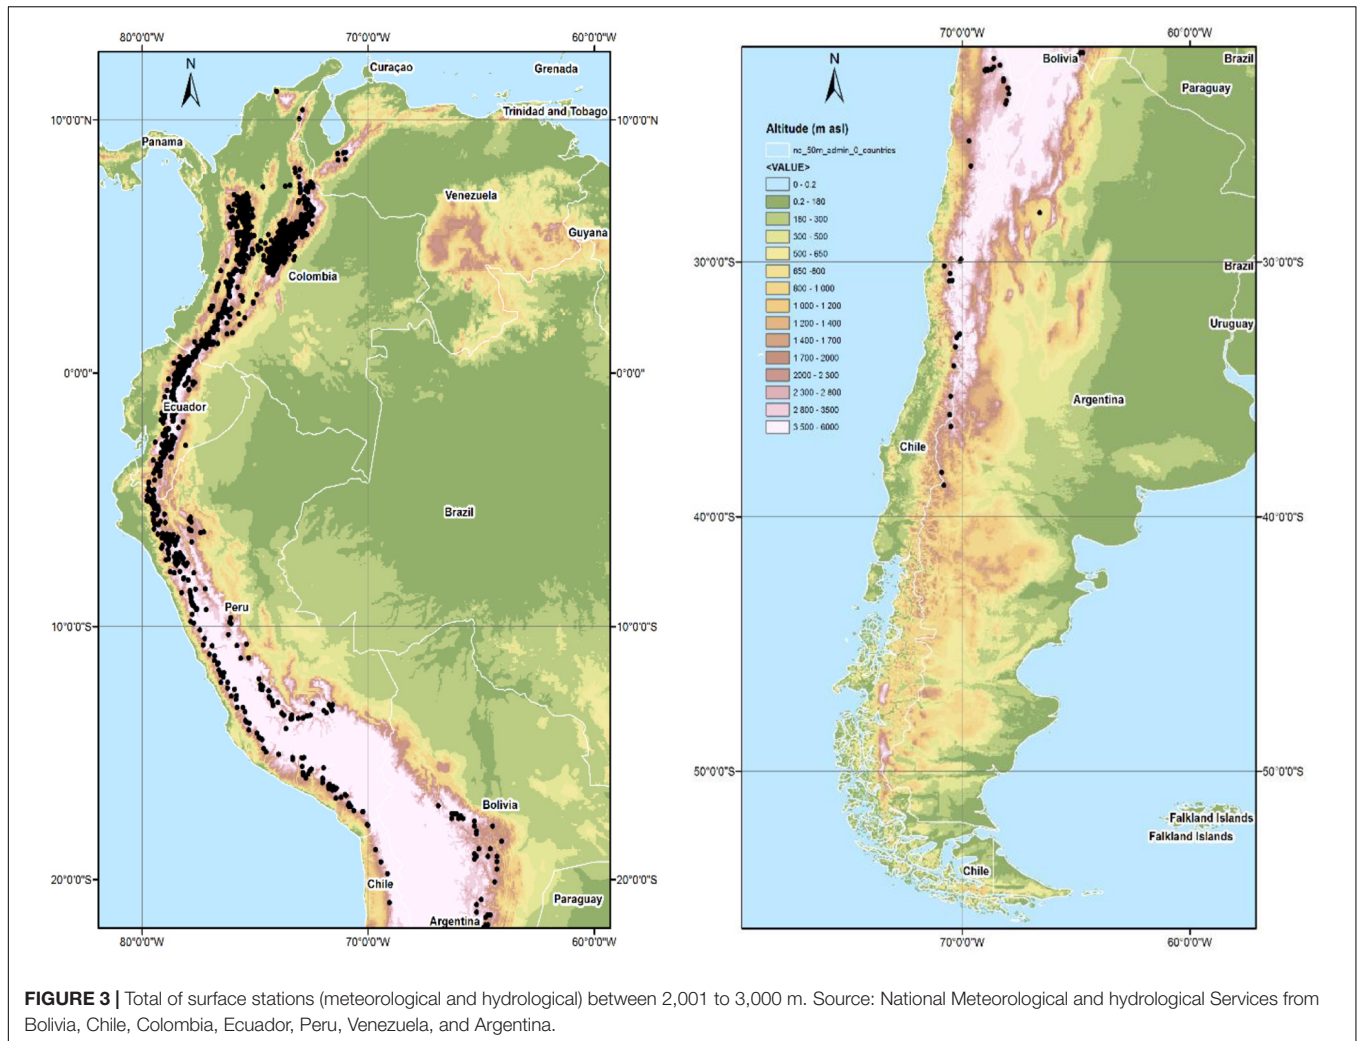 80°0'0"W 70°0'0"W 60°0'0"W
N
Curaçao
Grenada
Trinidad and Tobago
10°0'0"N 10°0'0"N
Panama
Venezuela
Guyana
Colombia
0°0'0" 0°0'0"
Ecuador
Brazil
Peru
10°0'0"S 10°0'0"S
Bolivia
20°0'0"S 20°0'0"S
Chile
Paraguay
Argentina
80°0'0"W 70°0'0"W 60°0'0"W
70°0'0"W 60°0'0"W
N
Bolivia
Brazil
Paraguay
Altitude (m asl)
ne_50m_admin_0_countries
<VALUE>
0 - 0.2
0.2 - 180
180 - 300
300 - 500
500 - 650
650 - 800
800 - 1 000
1 000 - 1 200
1 200 - 1 400
1 400 - 1 700
1 700 - 2000
2000 - 2 300
2 300 - 2 800
2 800 - 3500
3 500 - 6000
30°0'0"S 30°0'0"S
Brazil
Uruguay
Argentina
Chile
40°0'0"S 40°0'0"S
50°0'0"S 50°0'0"S
Falkland Islands
Falkland Islands
Chile
70°0'0"W 60°0'0"W
FIGURE 3 | Total of surface stations (meteorological and hydrological) between 2,001 to 3,000 m. Source: National Meteorological and hydrological Services from
Bolivia, Chile, Colombia, Ecuador, Peru, Venezuela, and Argentina.